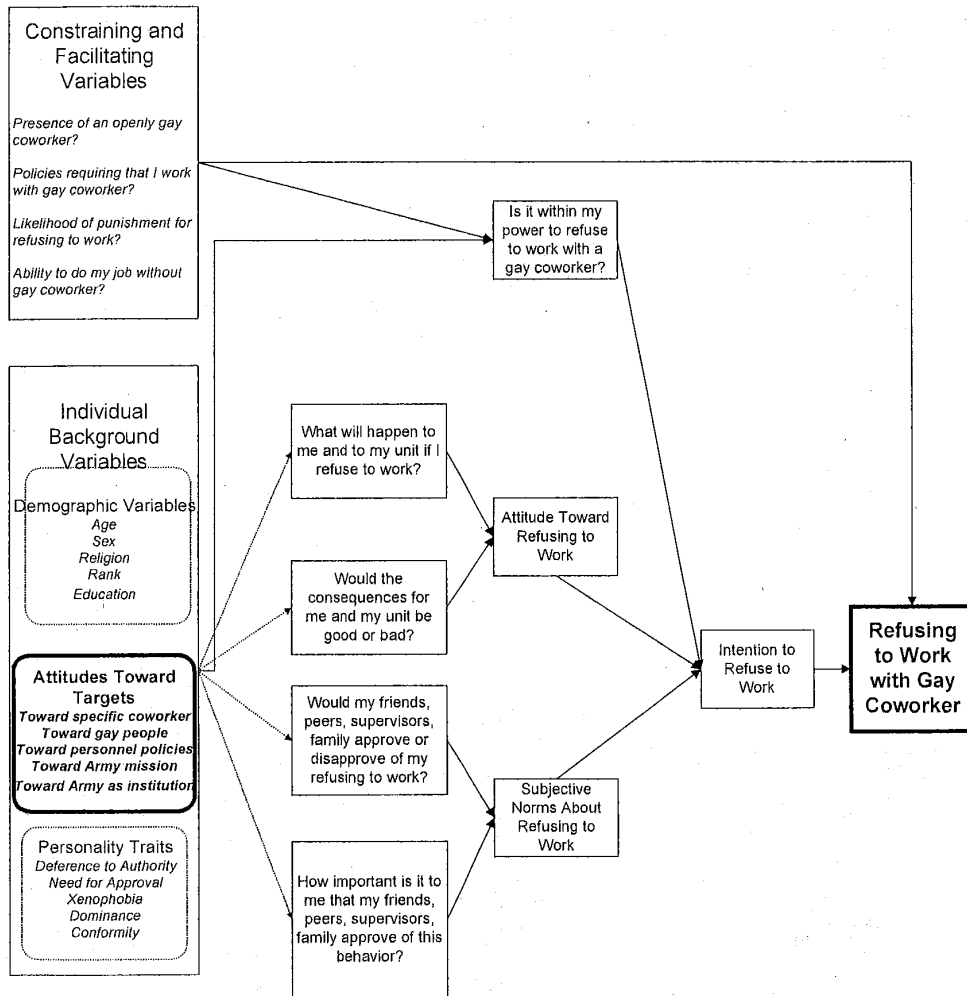 Constraining and
Facilitating
Variables
Presence of an openly gay
coworker?
Policies requiring that I work
with gay coworker?
Likelihood of punishment for
refusing to work?
Ability to do my job without
gay coworker?
Is it within my
power to refuse
to work with a
gay coworker?
Individual
Background
Variables
Demographic Variables
Age
Sex
Religion
Rank
Education
Attitudes Toward
Targets
Toward specific coworker
Toward gay people
Toward personnel policies
Toward Army mission
Toward Army as institution
Personality Traits
Deference to Authority
Need for Approval
Xenophobia
Dominance
Conformity
What will happen to
me and to my unit if I
refuse to work?
Would the
consequences for
me and my unit be
good or bad?
Would my friends,
peers, supervisors,
family approve or
disapprove of my
refusing to work?
How important is it to
me that my friends,
peers, supervisors,
family approve of this
behavior?
Attitude Toward
Refusing to
Work
Subjective
Norms About
Refusing to
Work
Intention to
Refuse to
Work
Refusing
to Work
with Gay
Coworker